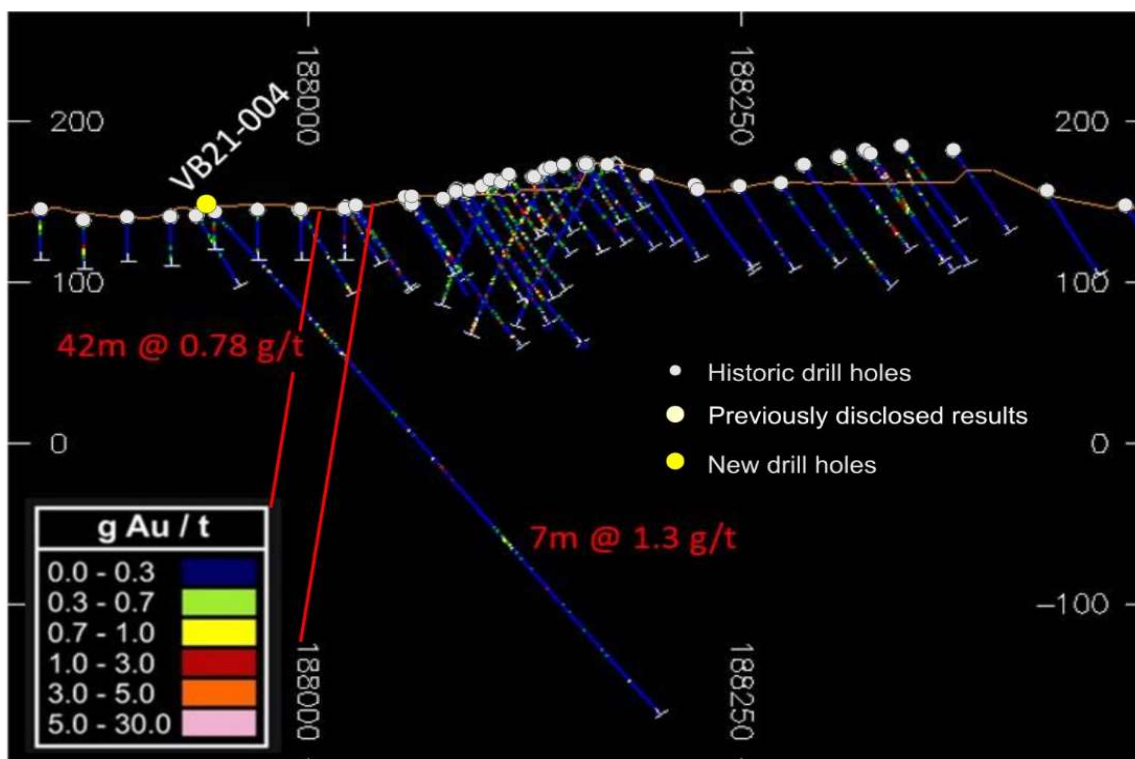 188000
188250
200
200
VB21-004
100
100
42m @ 0.78 g/t
Historic drill holes
Previously disclosed results
0
0
New drill holes
g Au / t
7m @ 1.3 g/t
0.0 - 0.3
0.3 - 0.7
-100
0.7 - 1.0
1.0 - 3.0
3.0 - 5.0
5.0 - 30.0
188000
188250